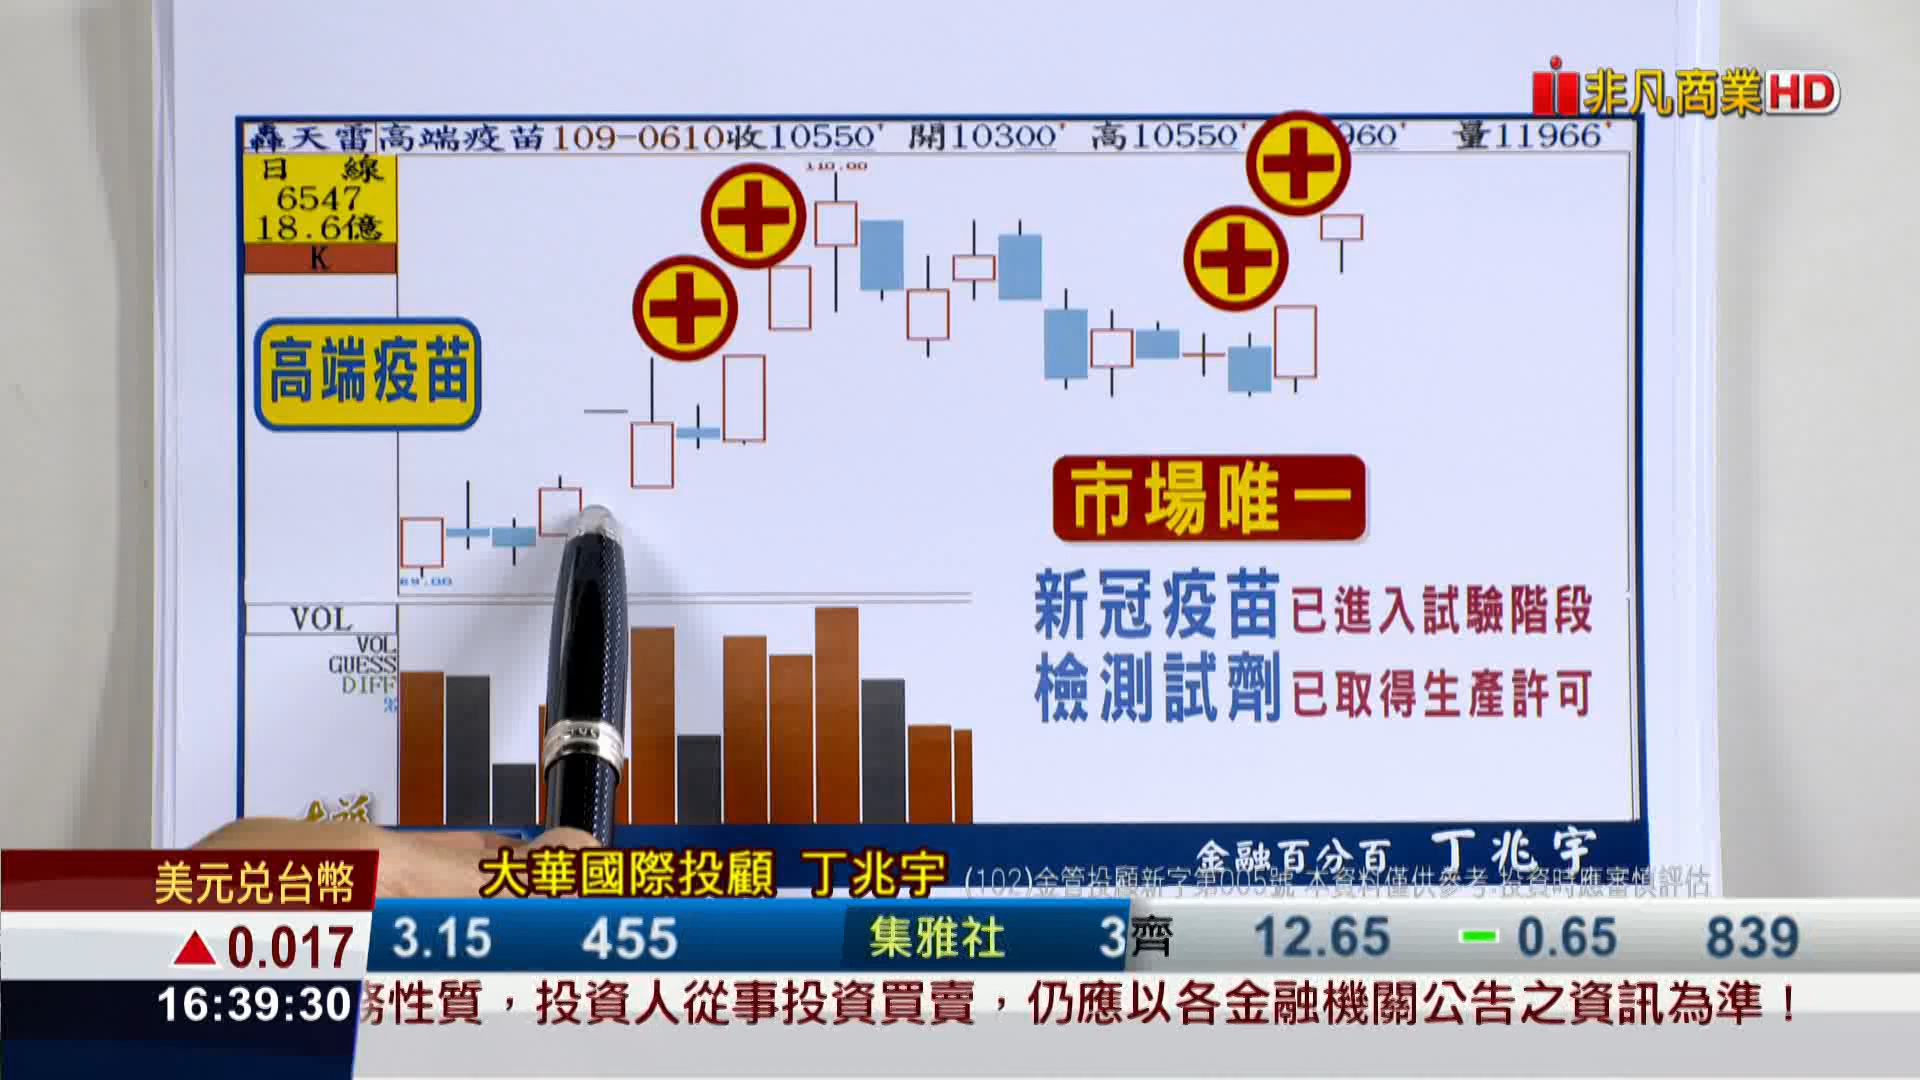 非凡商業HD
轟天雷 高端疫苗109-0610收10550' 開10300' 高10550' 960' 量11966'
日 線
6547
18.6億
K
110.00
高端疫苗
69.00
市場唯一
新冠疫苗已進入試驗階段
檢測試劑已取得生產許可
VOL
VOL
GUESS
DIFF
金融百分百 丁兆宇
大華國際投顧 丁兆宇
(102)金管投顧新字第005號 本資料僅供參考.投資時應審慎評估
美元兌台幣
▲0.017
3.15 455 集雅社 3
齊 12.65 0.65 839
16:39:30
務性質，投資人從事投資買賣，仍應以各金融機關公告之資訊為準！